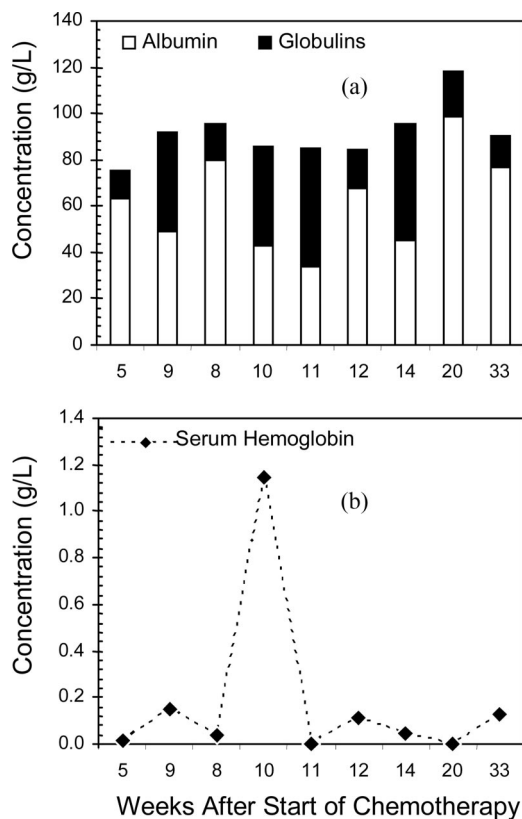 140
Albumin Globulins
120
(a)
100
80
60
40
20
0
Concentration (g/L)
5 9 8 10 11 12 14 20 33
1.4
Serum Hemoglobin
1.2
(b)
1.0
0.8
0.6
0.4
0.2
0.0
Concentration (g/L)
5 9 8 10 11 12 14 20 33
Weeks After Start of Chemotherapy